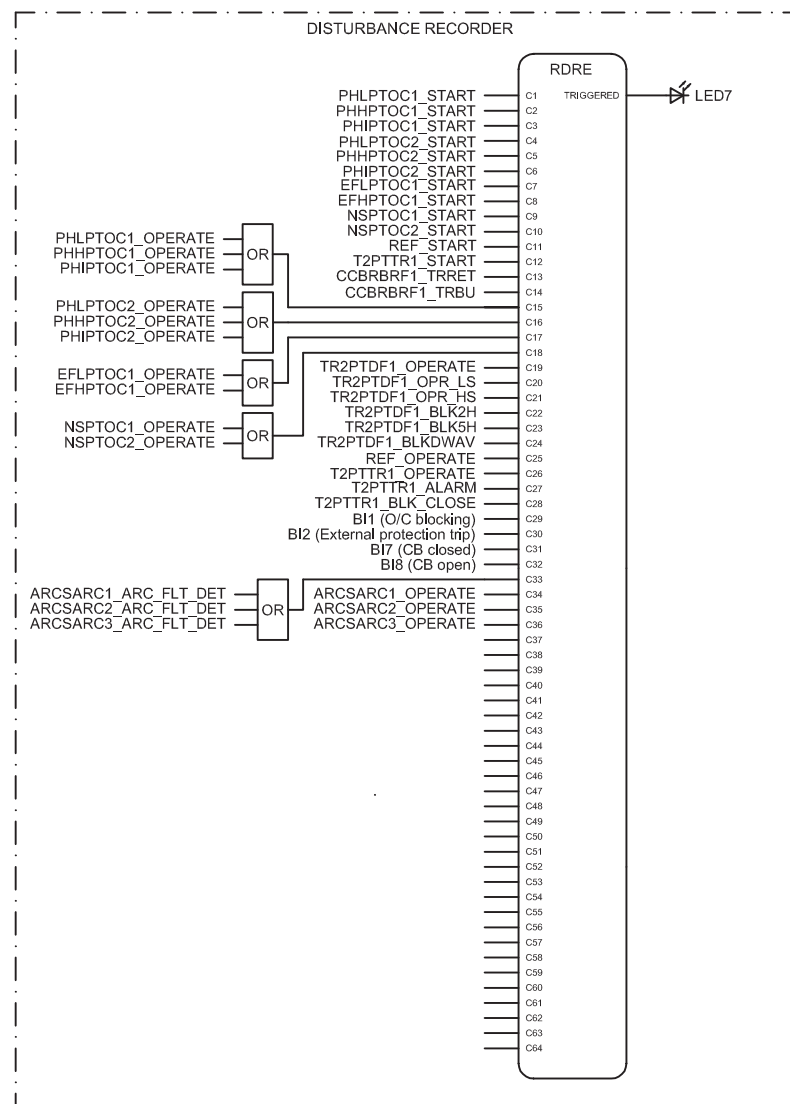 DISTURBANCE RECORDER
RDRE
PHLPTOC1_START C1 TRIGGERED LED7
PHHPTOC1_START C2
PHIPTOC1_START C3
PHLPTOC2_START C4
PHHPTOC2_START C5
PHIPTOC2_START C6
EFLPTOC1_START C7
EFHPTOC1_START C8
NSPTOC1_START C9
NSPTOC2_START C10
REF_START C11
T2PTTR1_START C12
CCBRBRF1_TRRET C13
CCBRBRF1_TRBU C14
PHLPTOC1_OPERATE
PHHPTOC1_OPERATE OR
PHIPTOC1_OPERATE
C15
PHLPTOC2_OPERATE
PHHPTOC2_OPERATE OR C16
PHIPTOC2_OPERATE
C17
C18
EFLPTOC1_OPERATE
EFHPTOC1_OPERATE
OR
NSPTOC1_OPERATE
NSPTOC2_OPERATE
OR
TR2PTDF1_OPERATE C19
TR2PTDF1_OPR_LS C20
TR2PTDF1_OPR_HS C21
TR2PTDF1_BLK2H C22
TR2PTDF1_BLK5H C23
TR2PTDF1_BLKDWAV C24
REF_OPERATE C25
T2PTTR1_OPERATE C26
T2PTTR1_ALARM C27
T2PTTR1_BLK_CLOSE C28
BI1 (O/C blocking) C29
BI2 (External protection trip) C30
BI7 (CB closed) C31
BI8 (CB open) C32
C33
ARCSARC1_ARC_FLT_DET
ARCSARC2_ARC_FLT_DET OR
ARCSARC3_ARC_FLT_DET
ARCSARC1_OPERATE C34
ARCSARC2_OPERATE C35
ARCSARC3_OPERATE C36
C37
C38
C39
C40
C41
C42
C43
C44
C45
C46
C47
C48
C49
C50
C51
C52
C53
C54
C55
C56
C57
C58
C59
C60
C61
C62
C63
C64